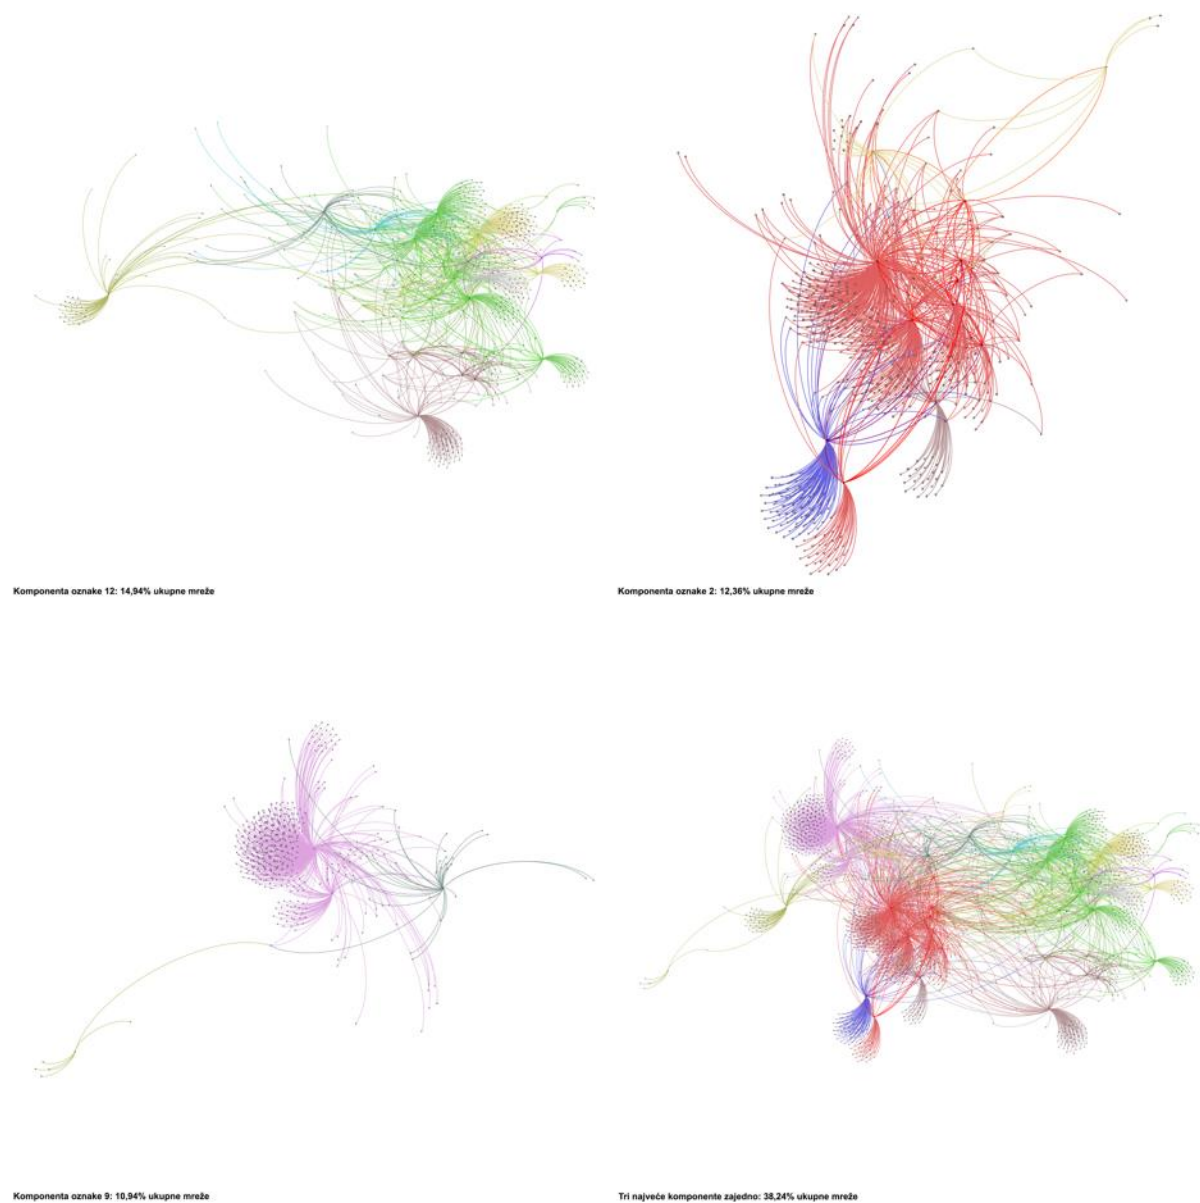 Komponenta oznake 12: 14,94% ukupne mreže
Komponenta oznake 2: 12,36% ukupne mreže
Komponenta oznake 9: 10,94% ukupne mreže
Tri najveće komponente zajedno: 38,24% ukupne mreže